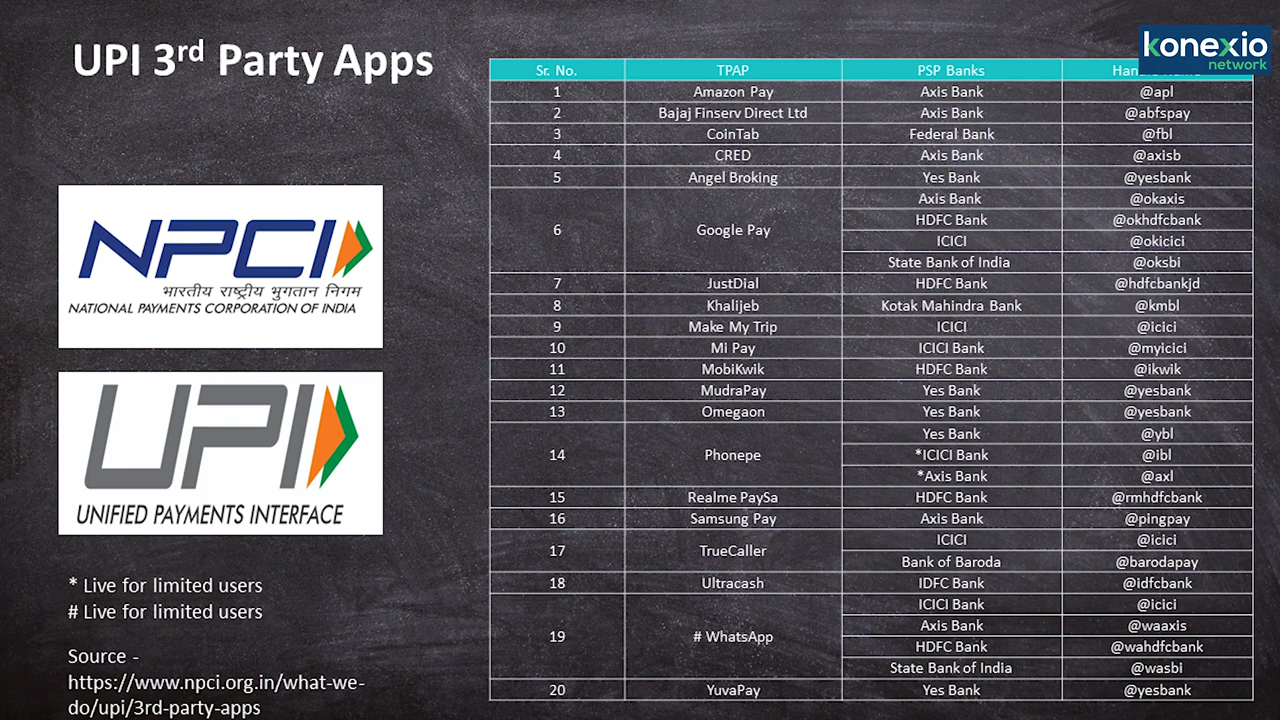 UPI 3rd Party Apps
konexio
network
NPCI
भारतीय राष्ट्रीय भुगतान निगम
NATIONAL PAYMENTS CORPORATION OF INDIA
UPI
UNIFIED PAYMENTS INTERFACE
* Live for limited users
# Live for limited users
Source -
https://www.npci.org.in/what-we-
do/upi/3rd-party-apps
Sr. No. TPAP PSP Banks
1 Amazon Pay Axis Bank @apl
2 Bajaj Finserv Direct Ltd Axis Bank @abfspay
3 CoinTab Federal Bank @fbl
4 CRED Axis Bank @axisb
5 Angel Broking Yes Bank @yesbank
6 Google Pay Axis Bank @okaxis
HDFC Bank @okhdfcbank
ICICI @okicici
State Bank of India @oksbi
7 JustDial HDFC Bank @hdfcbankjd
8 Khalijeb Kotak Mahindra Bank @kmbl
9 Make My Trip ICICI @icici
10 Mi Pay ICICI Bank @myicici
11 MobiKwik HDFC Bank @ikwik
12 MudraPay Yes Bank @yesbank
13 Omegaon Yes Bank @yesbank
14 Phonepe Yes Bank @ybl
*ICICI Bank @ibl
*Axis Bank @axl
15 Realme PaySa HDFC Bank @rmhdfcbank
16 Samsung Pay Axis Bank @pingpay
17 TrueCaller ICICI @icici
Bank of Baroda @barodapay
18 Ultracash IDFC Bank @idfcbank
19 # WhatsApp ICICI Bank @icici
Axis Bank @waaxis
HDFC Bank @wahdfcbank
State Bank of India @wasbi
20 YuvaPay Yes Bank @yesbank